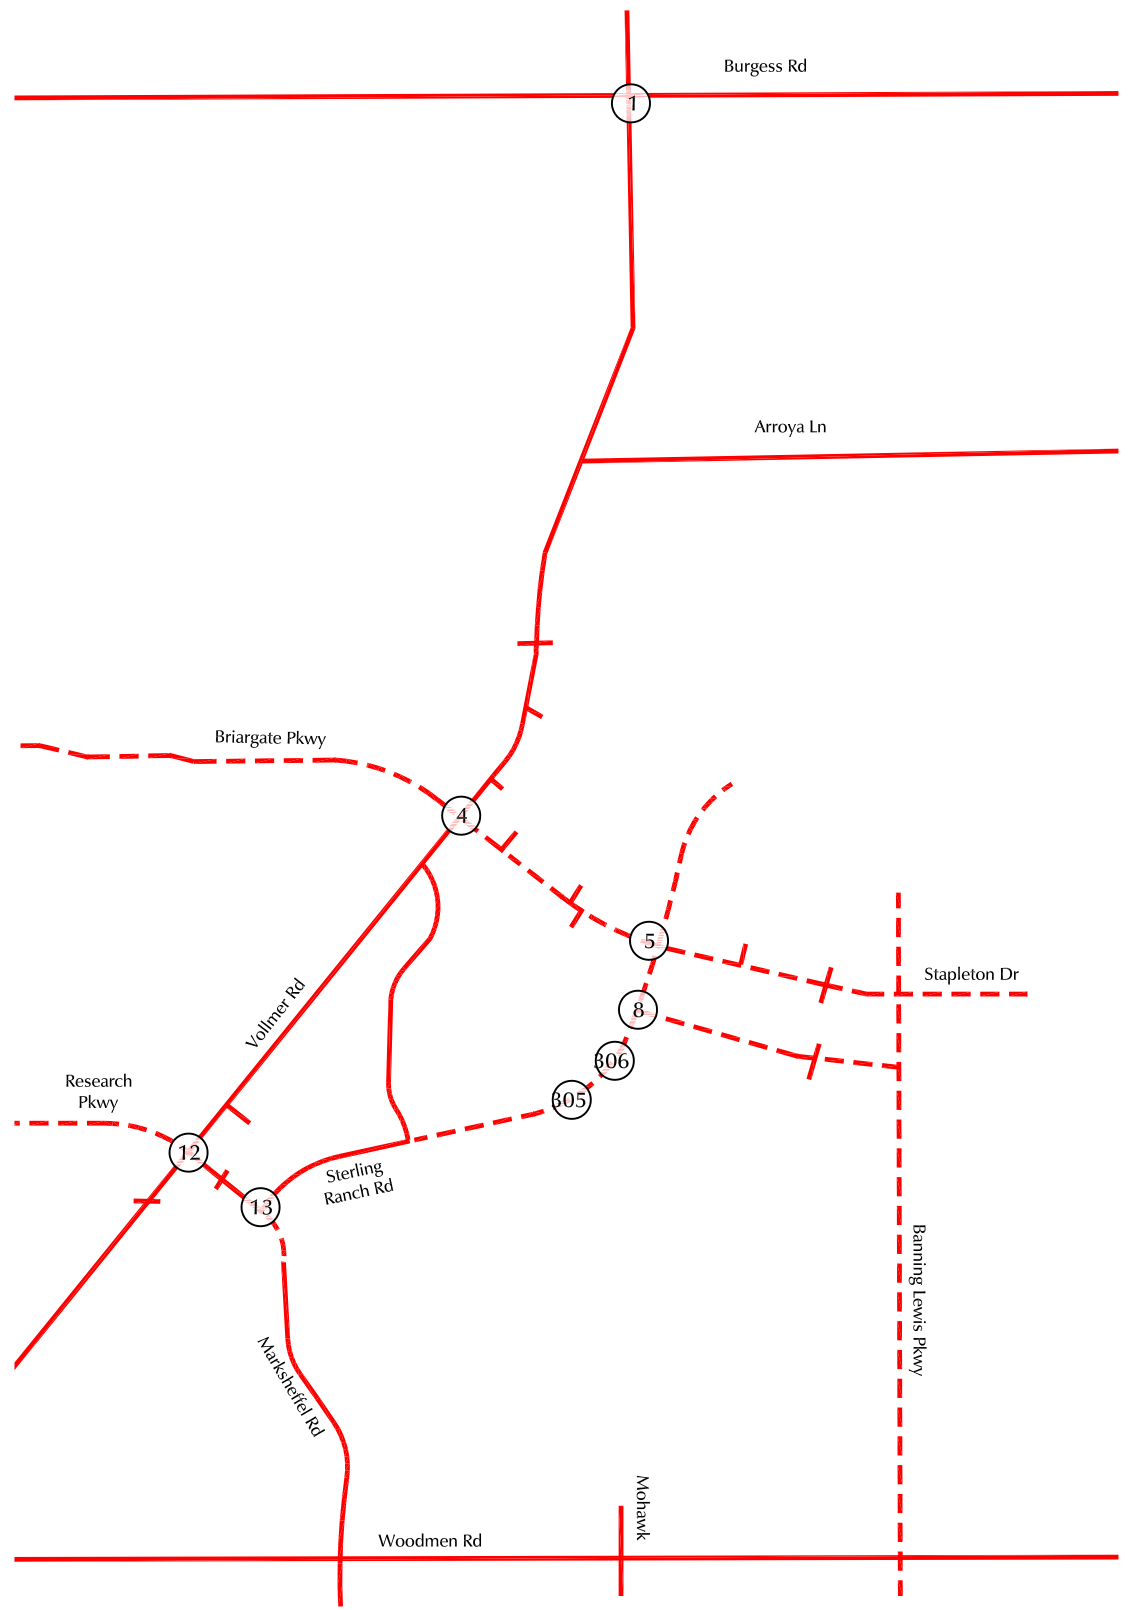 Burgess Rd
1
Arroya Ln
Briargate Pkwy
4
5
Stapleton Dr
Vollmer Rd
8
306
Research
Pkwy
305
12
Sterling
Ranch Rd
13
Banning Lewis Pkwy
Marksheffel Rd
Mohawk
Woodmen Rd